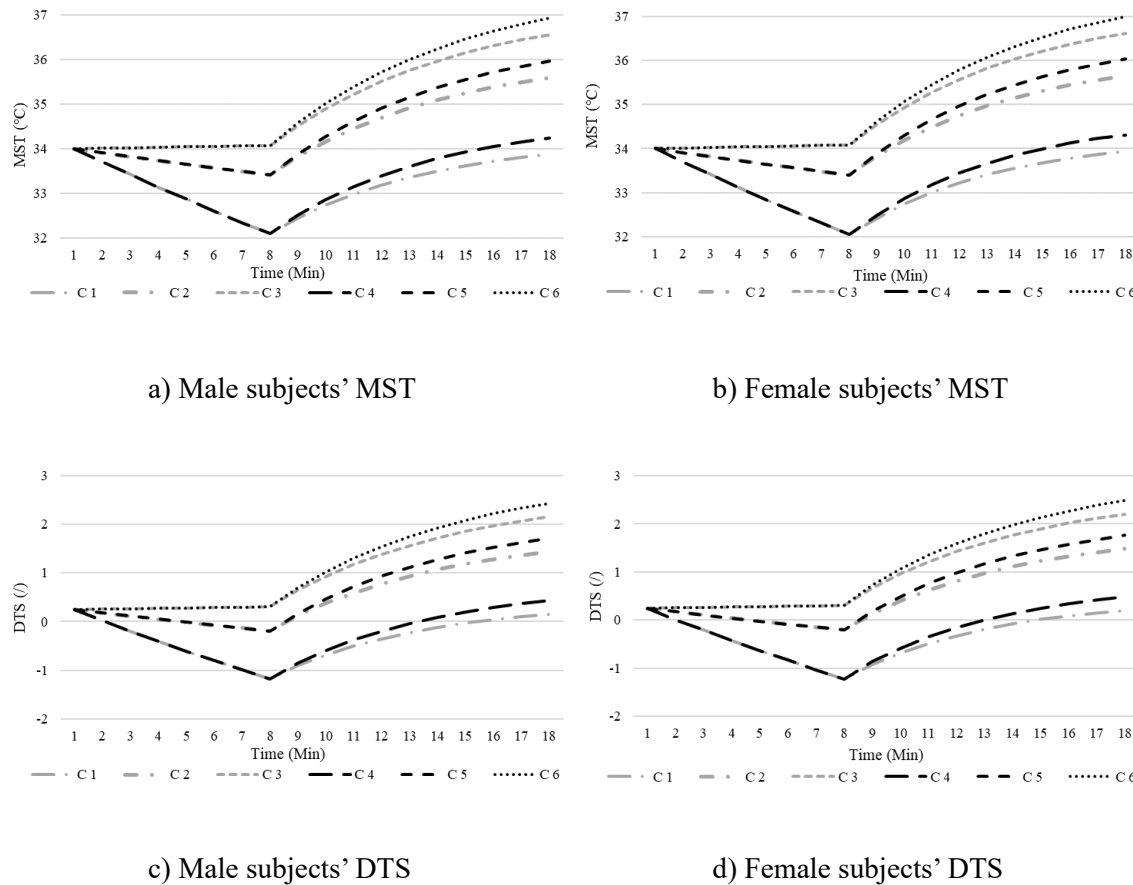 37
36
35
34
33
32
MST (°C)
1 2 3 4 5 6 7 8 9 10 11 12 13 14 15 16 17 18
Time (Min)
C 1 C 2 C 3 C 4 C 5 C 6
a) Male subjects’ MST
37
36
35
34
33
32
MST (°C)
1 2 3 4 5 6 7 8 9 10 11 12 13 14 15 16 17 18
Time (Min)
C 1 C 2 C 3 C 4 C 5 C 6
b) Female subjects’ MST
3
2
1
0
-1
-2
DTS (/)
1 2 3 4 5 6 7 8 9 10 11 12 13 14 15 16 17 18
Time (Min)
C 1 C 2 C 3 C 4 C 5 C 6
c) Male subjects’ DTS
3
2
1
0
-1
-2
DTS (/)
1 2 3 4 5 6 7 8 9 10 11 12 13 14 15 16 17 18
Time (Min)
C 1 C 2 C 3 C 4 C 5 C 6
d) Female subjects’ DTS